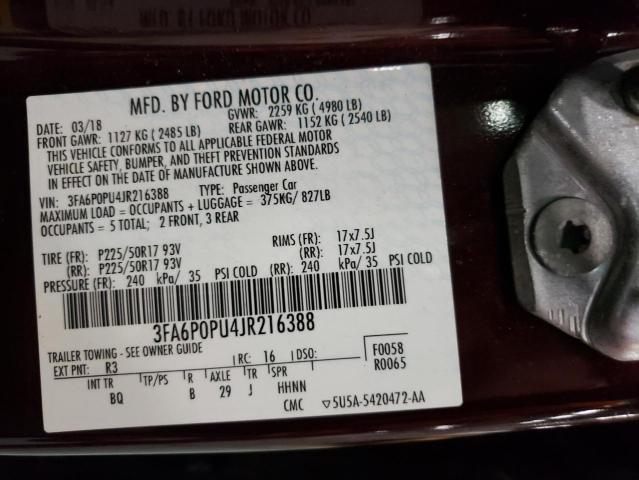 MFD. BY FORD MOTOR CO.
DATE: 03/18 GVWR: 2259 KG ( 4980 LB)
FRONT GAWR: 1127 KG ( 2485 LB) REAR GAWR: 1152 KG ( 2540 LB)
THIS VEHICLE CONFORMS TO ALL APPLICABLE FEDERAL MOTOR
VEHICLE SAFETY, BUMPER, AND THEFT PREVENTION STANDARDS
IN EFFECT ON THE DATE OF MANUFACTURE SHOWN ABOVE.
VIN: 3FA6P0PU4JR216388 TYPE: Passenger Car
MAXIMUM LOAD = OCCUPANTS + LUGGAGE = 375KG/ 827LB
OCCUPANTS = 5 TOTAL; 2 FRONT, 3 REAR
TIRE (FR): P225/50R17 93V RIMS (FR): 17x7.5J
(RR): P225/50R17 93V (RR): 17x7.5J
PRESSURE (FR): 240 kPa/ 35 PSI COLD (RR): 240 kPa/ 35 PSI COLD
3FA6P0PU4JR216388
TRAILER TOWING - SEE OWNER GUIDE
EXT PNT: R3 RC: 16 DSO: F0058
R0065
INT TR TP/PS R AXLE TR SPR
BQ B 29 J HHNN
CMC ▽5U5A-5420472-AA